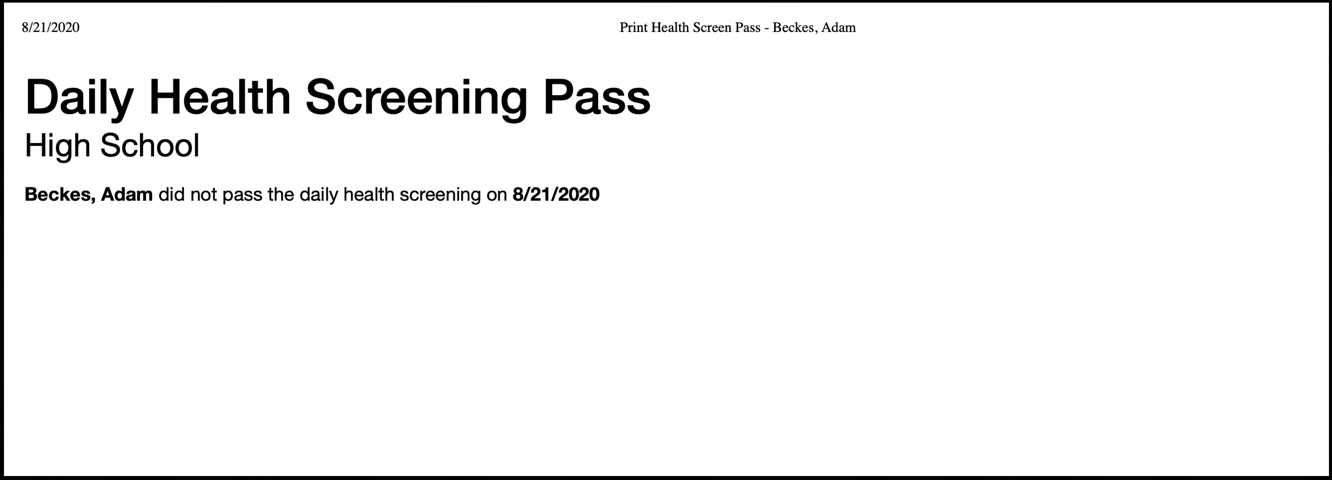 8/21/2020 Print Health Screen Pass - Beckes, Adam
Daily Health Screening Pass
High School
Beckes, Adam did not pass the daily health screening on 8/21/2020